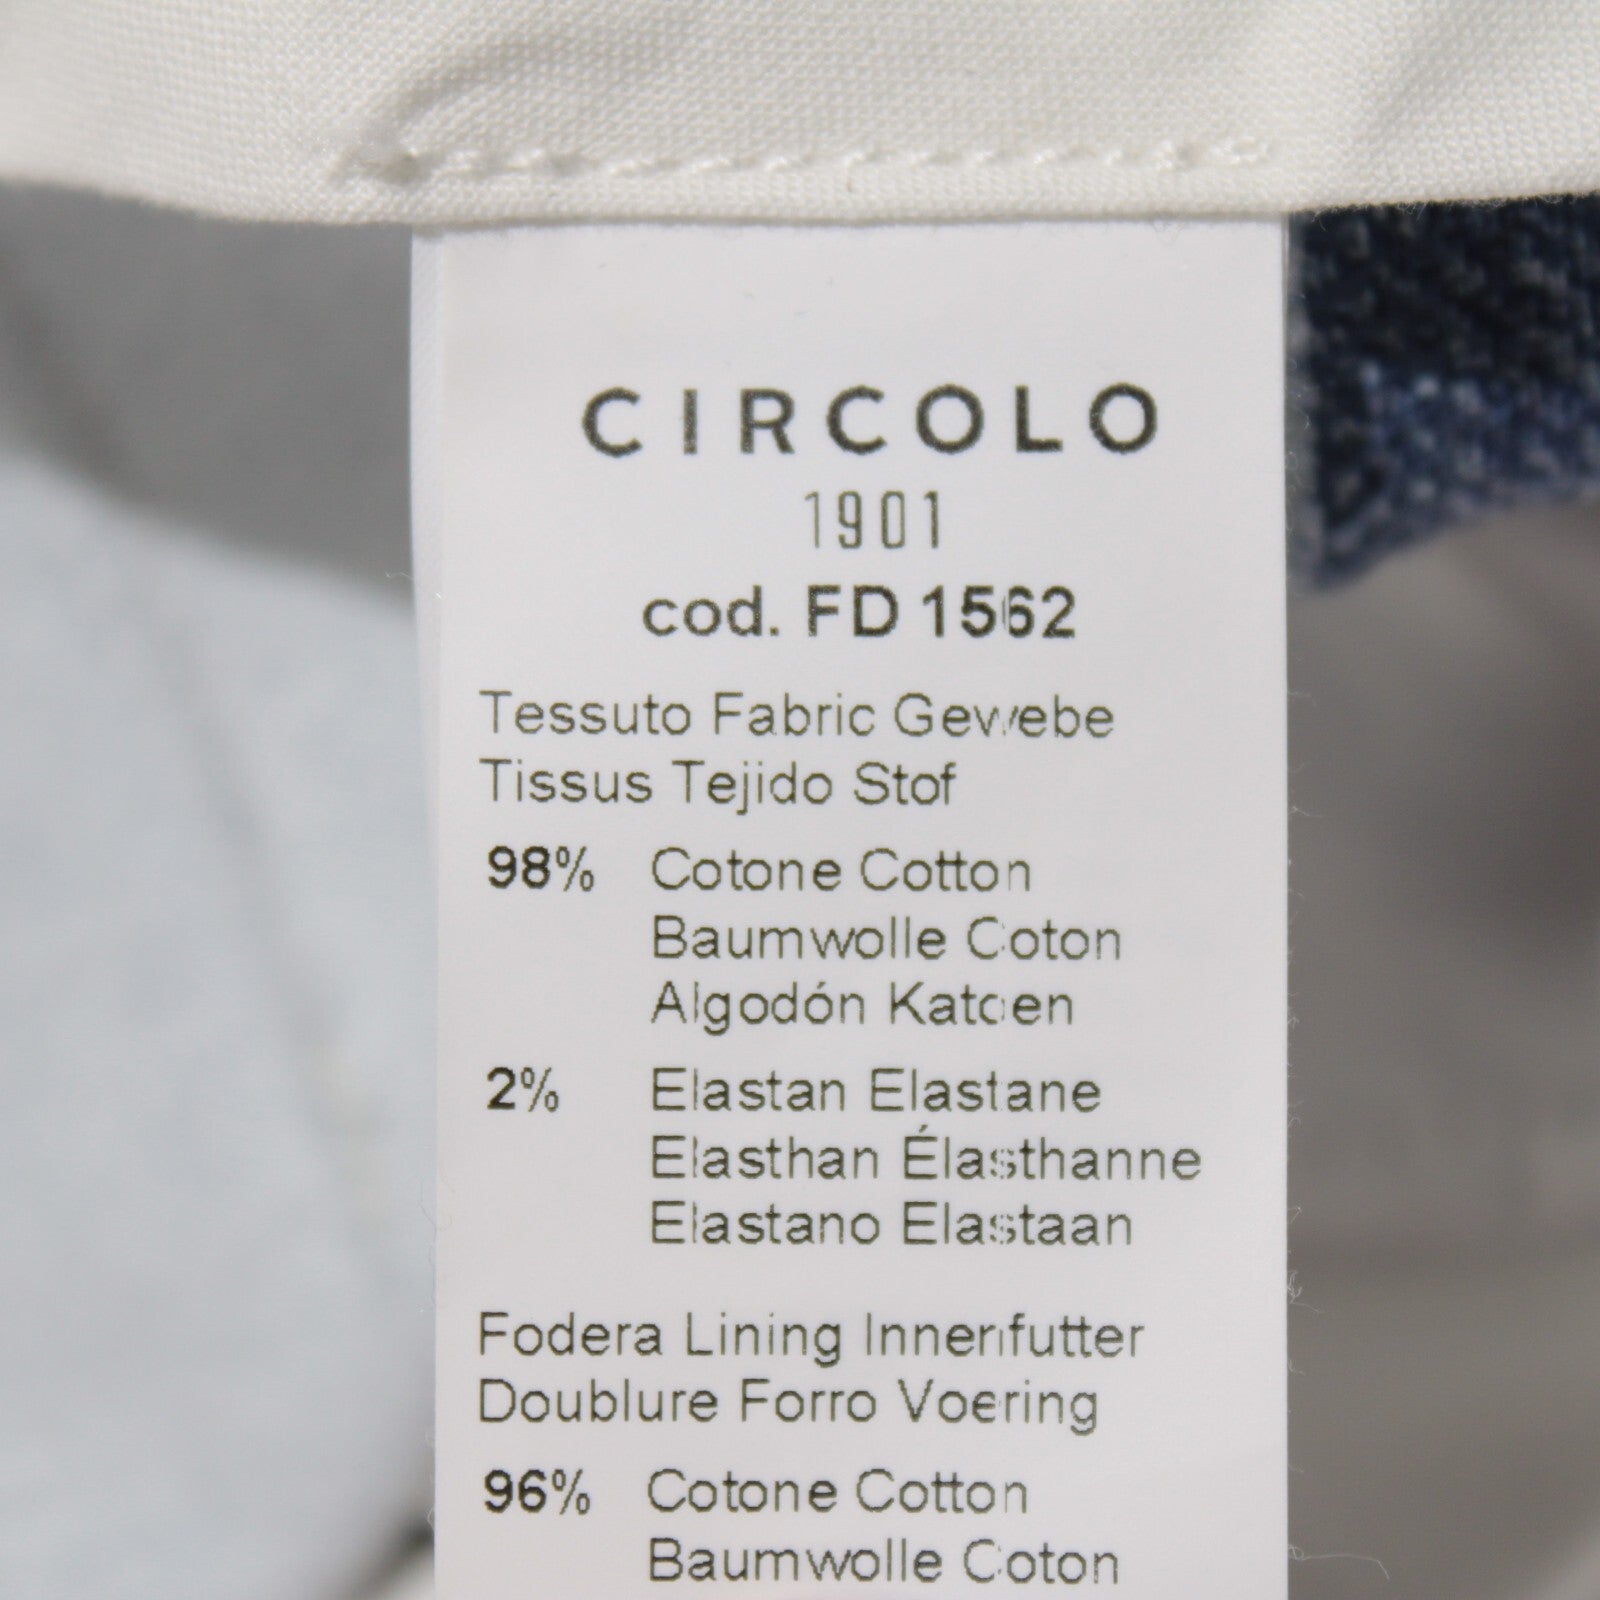 CIRCOLO
1901
cod. FD 1562
Tessuto Fabric Gewebe
Tissus Tejido Stof
98% Cotone Cotton
Baumwolle Coton
Algodón Katoen
2% Elastan Elastane
Elasthan Élasthanne
Elastano Elastaan
Fodera Lining Innenfutter
Doublure Forro Voering
96% Cotone Cotton
Baumwolle Coton